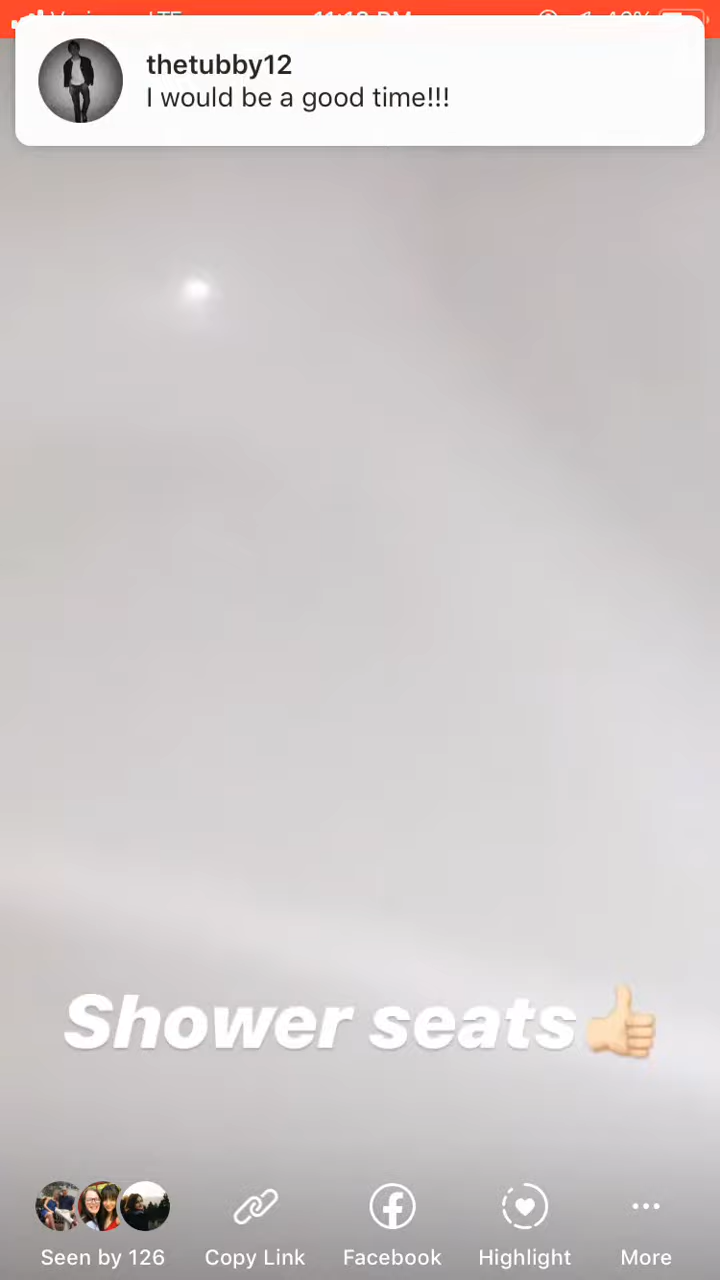 thetubby12
I would be a good time!!!
Shower seats👍🏼
Seen by 126
Copy Link
Facebook
Highlight
More